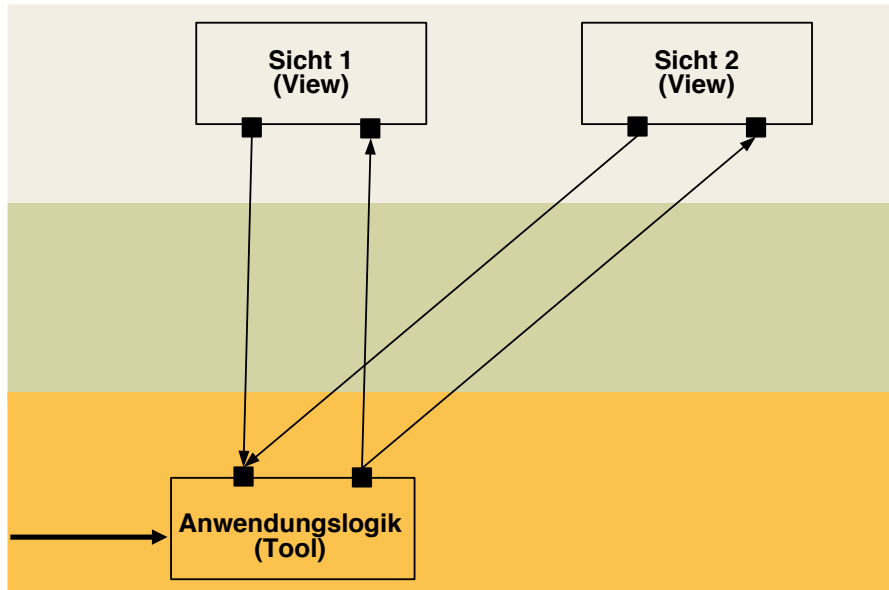 Sicht 1
(View)
Sicht 2
(View)
Anwendungslogik
(Tool)